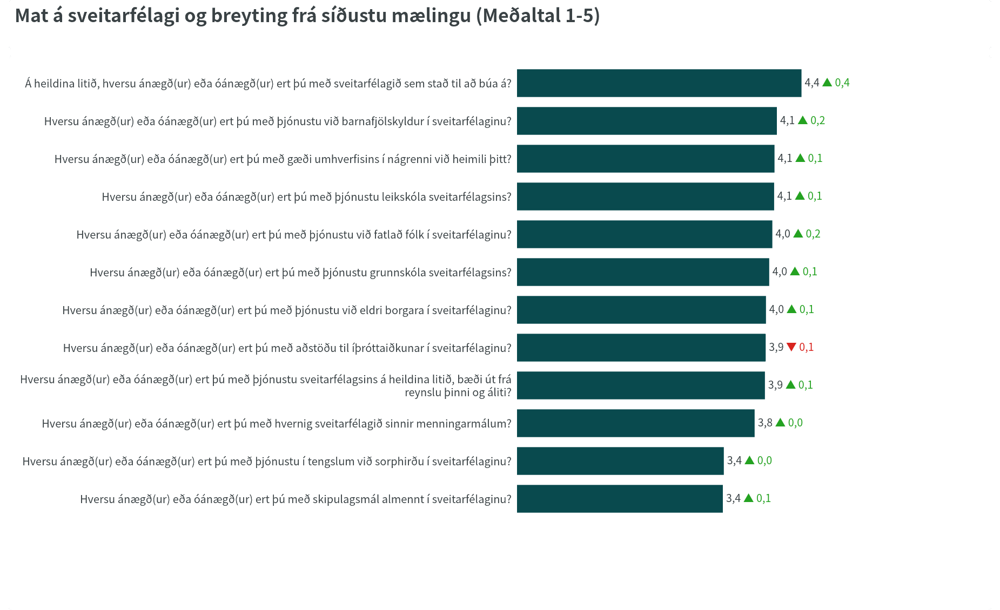 Mat á sveitarfélagi og breyting frá síðustu mælingu (Meðaltal 1-5)
Á heildina litið, hversu ánægð(ur) eða óánægð(ur) ert þú með sveitarfélagið sem stað til að búa á? 4,4 ▲ 0,4
Hversu ánægð(ur) eða óánægð(ur) ert þú með þjónustu við barnafjölskyldur í sveitarfélaginu? 4,1 ▲ 0,2
Hversu ánægð(ur) eða óánægð(ur) ert þú með gæði umhverfisins í nágrenni við heimili þitt? 4,1 ▲ 0,1
Hversu ánægð(ur) eða óánægð(ur) ert þú með þjónustu leikskóla sveitarfélagsins? 4,1 ▲ 0,1
Hversu ánægð(ur) eða óánægð(ur) ert þú með þjónustu við fatlað fólk í sveitarfélaginu? 4,0 ▲ 0,2
Hversu ánægð(ur) eða óánægð(ur) ert þú með þjónustu grunnskóla sveitarfélagsins? 4,0 ▲ 0,1
Hversu ánægð(ur) eða óánægð(ur) ert þú með þjónustu við eldri borgara í sveitarfélaginu? 4,0 ▲ 0,1
Hversu ánægð(ur) eða óánægð(ur) ert þú með aðstöðu til íþróttaiðkunar í sveitarfélaginu? 3,9 ▼ 0,1
Hversu ánægð(ur) eða óánægð(ur) ert þú með þjónustu sveitarfélagsins á heildina litið, bæði út frá
reynslu þinni og áliti? 3,9 ▲ 0,1
Hversu ánægð(ur) eða óánægð(ur) ert þú með hvernig sveitarfélagið sinnir menningarmálum? 3,8 ▲ 0,0
Hversu ánægð(ur) eða óánægð(ur) ert þú með þjónustu í tengslum við sorphirðu í sveitarfélaginu? 3,4 ▲ 0,0
Hversu ánægð(ur) eða óánægð(ur) ert þú með skipulagsmál almennt í sveitarfélaginu? 3,4 ▲ 0,1